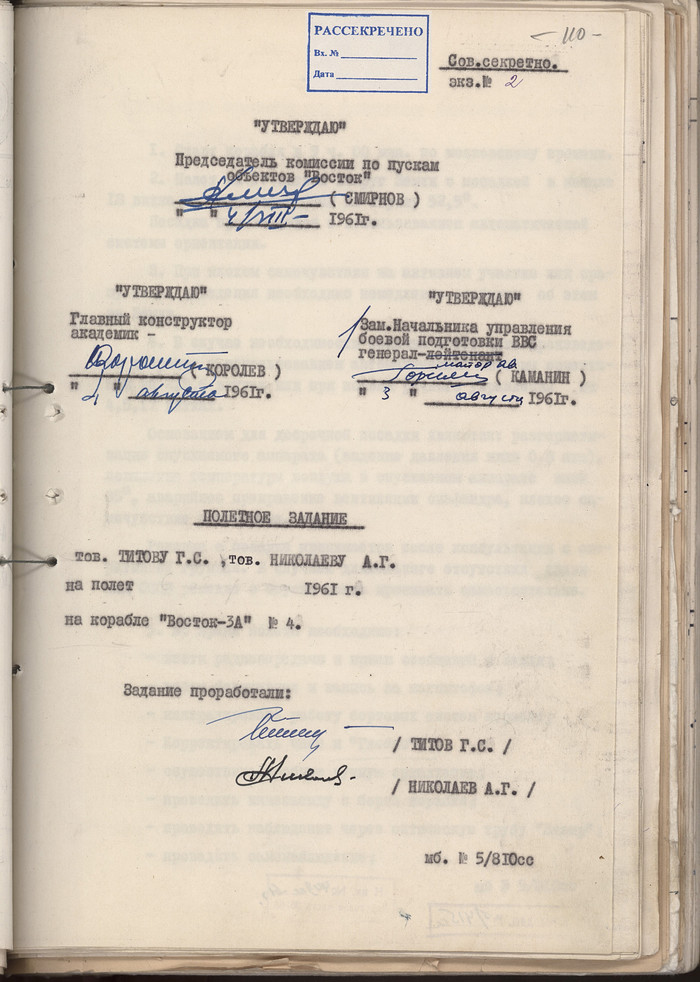 -110-
РАССЕКРЕЧЕНО
Вх. №
Дата
Сов.секретно.
экз.№ 2
"УТВЕРЖДАЮ"
Председатель комиссии по пускам
объектов "Восток"
( СМИРНОВ )
" 4 " VIII 1961г.
"УТВЕРЖДАЮ"
Главный конструктор
академик -
( КОРОЛЕВ )
" 4 " августа 1961г.
"УТВЕРЖДАЮ"
Зам.Начальника управления
боевой подготовки ВВС
генерал-лейтенант
майор ав.
( КАМАНИН )
" 3 " августа 1961г.
ПОЛЕТНОЕ ЗАДАНИЕ
тов. ТИТОВУ Г.С. ,тов. НИКОЛАЕВУ А.Г.
на полет 1961 г.
на корабле "Восток-3А" № 4.
Задание проработали:
/ ТИТОВ Г.С. /
/ НИКОЛАЕВ А.Г. /
мб. № 5/810сс